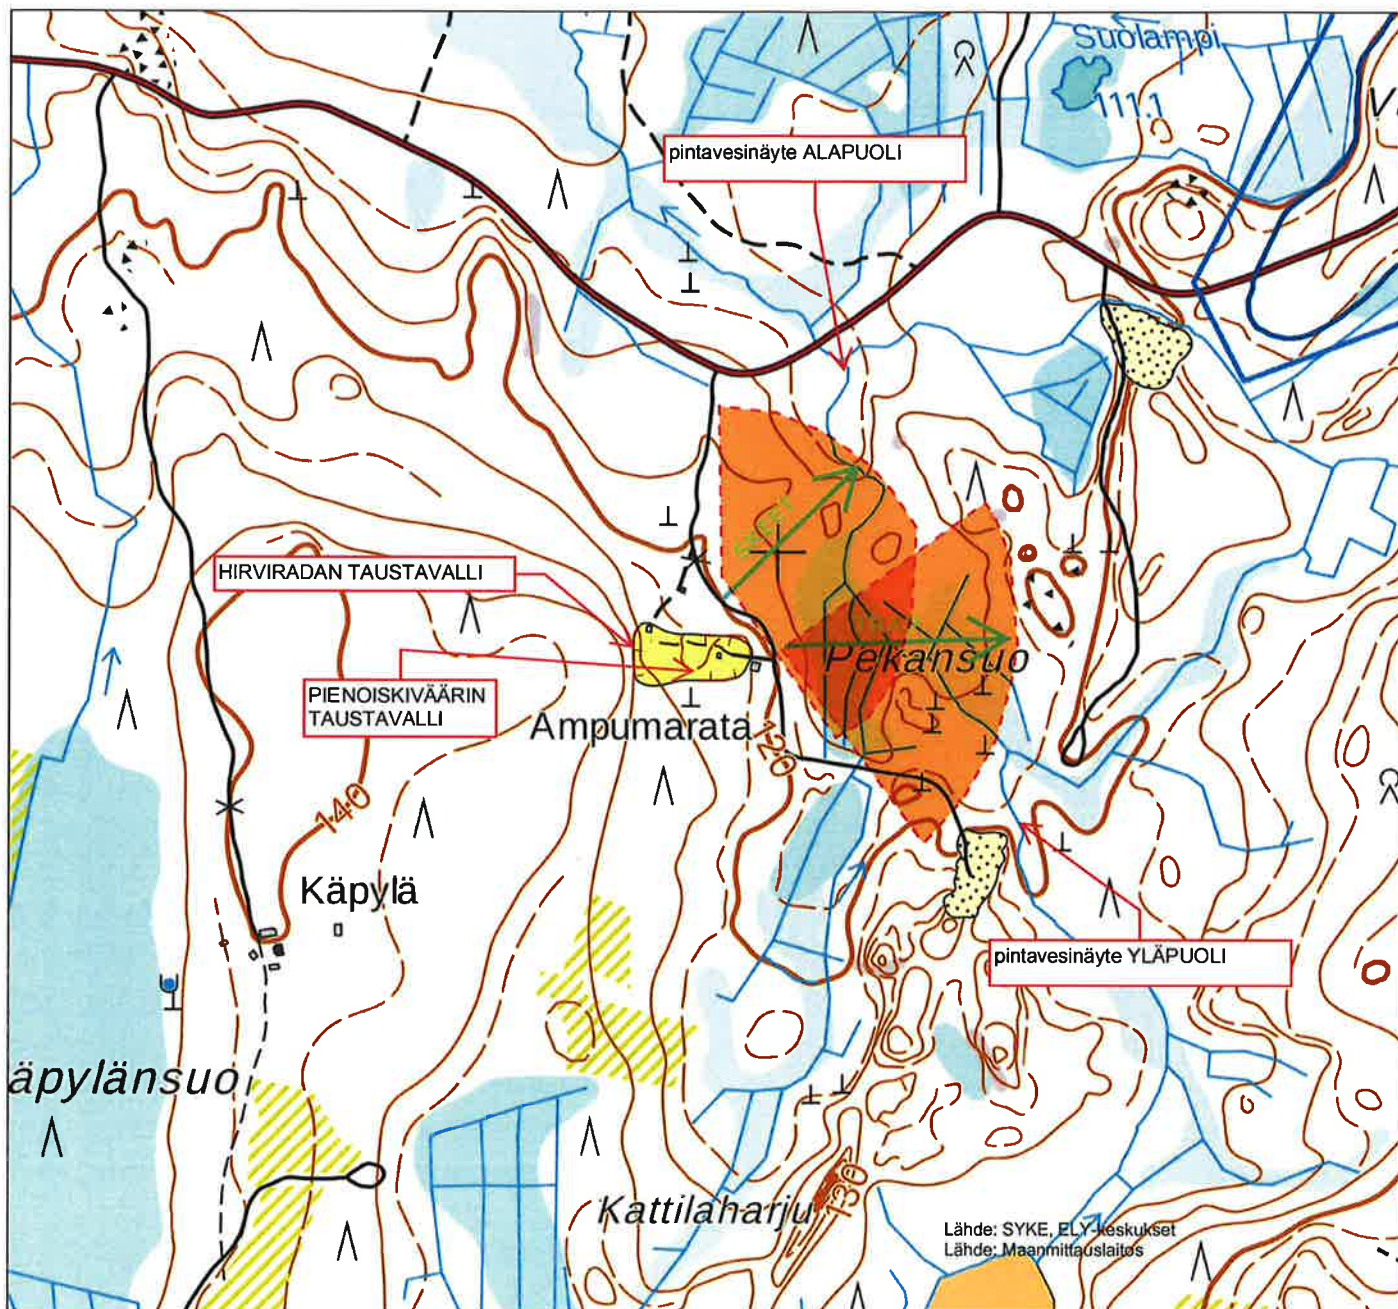 Suolampi
111.1
V
pintavesinäyte ALAPUOLI
SKEET
HIRVIRADAN TAUSTAVALLI
Pekansuo
PIENOISKIVÄÄRIN
TAUSTAVALLI
Ampumarata
120
140
Käpylä
pintavesinäyte YLÄPUOLI
äpylänsuo
Kattilaharju
130
Lähde: SYKE, ELY-keskukset
Lähde: Maanmittauslaitos